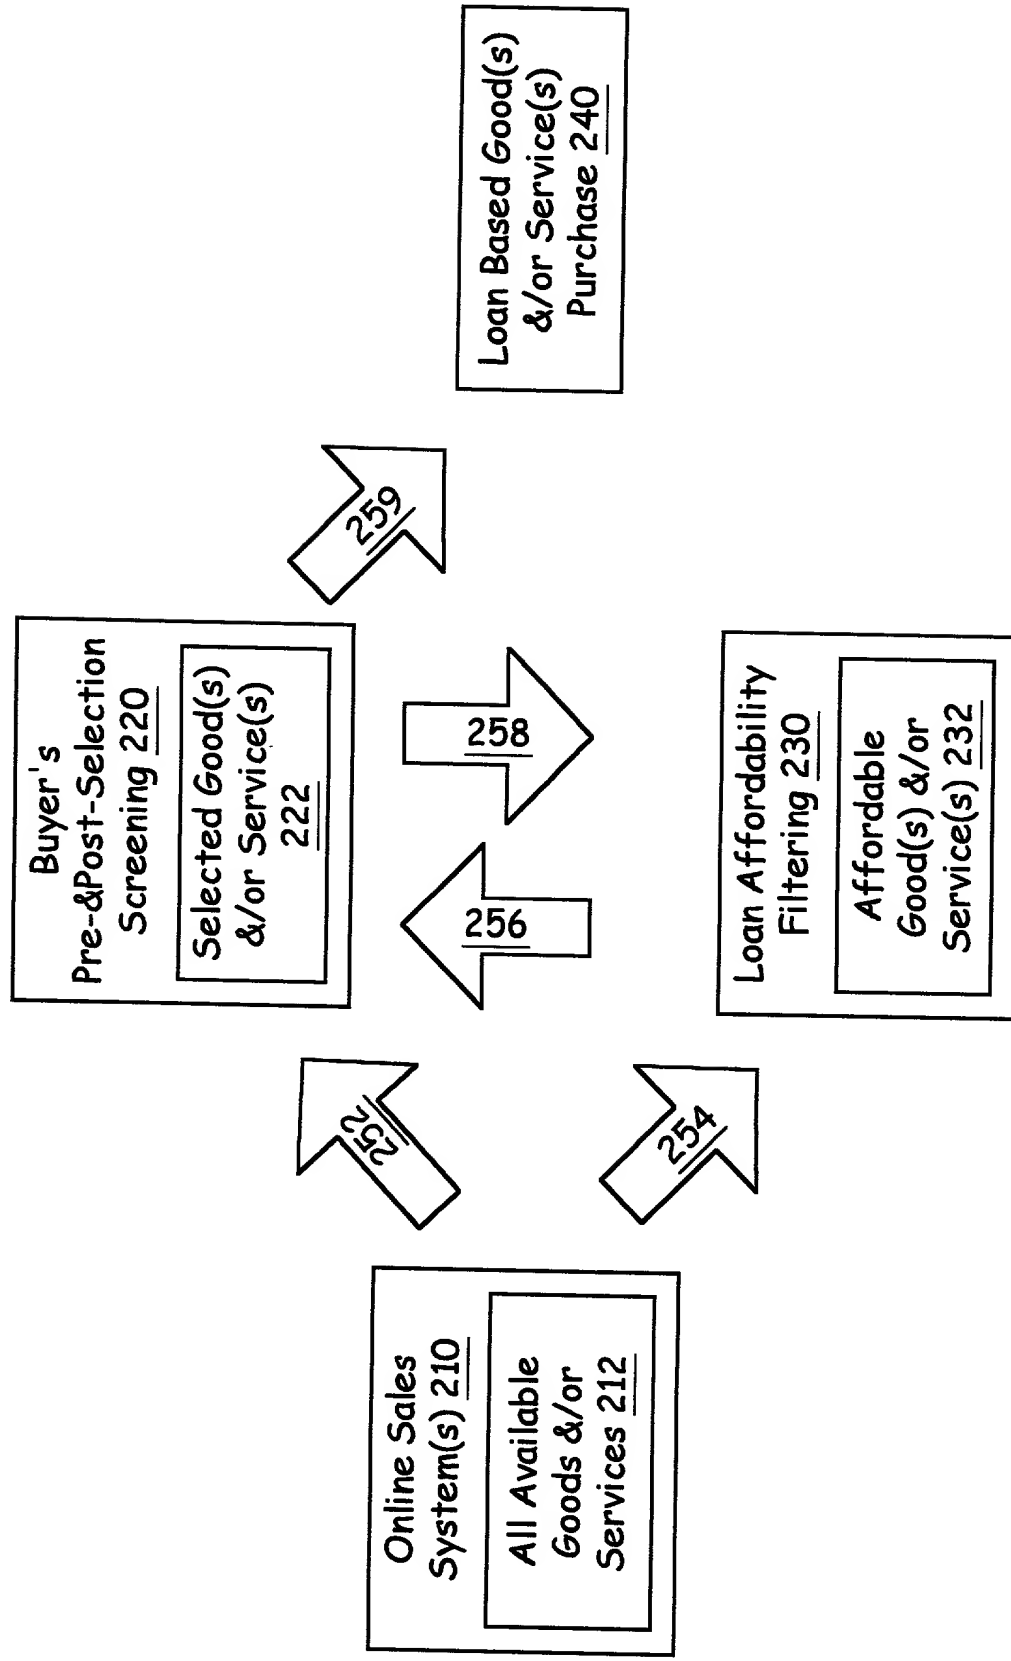 Online Sales
System(s) 210
All Available
Goods &/or
Services 212
252
254
Buyer's
Pre-&Post-Selection
Screening 220
Selected Good(s)
&/or Service(s)
222
256
258
Loan Affordability
Filtering 230
Affordable
Good(s) &/or
Service(s) 232
259
Loan Based Good(s)
&/or Service(s)
Purchase 240